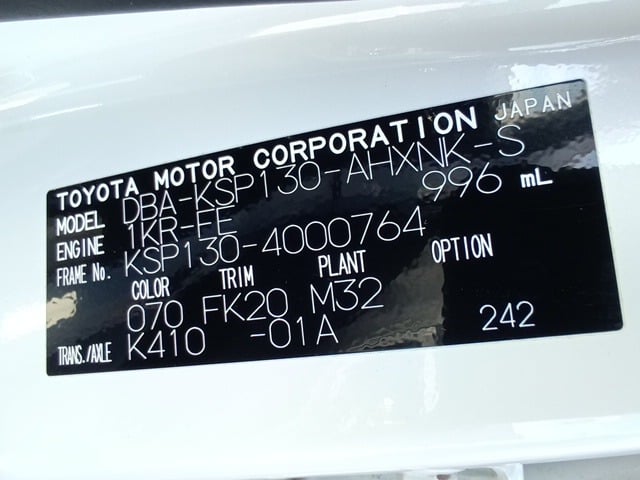 TOYOTA MOTOR CORPORATION JAPAN
MODEL DBA-KSP130-AHXNK-S
ENGINE 1KR-FE 996 mL
FRAME No. KSP130-4000764
COLOR TRIM PLANT OPTION
070 FK20 M32
TRANS./AXLE K410 -01A 242